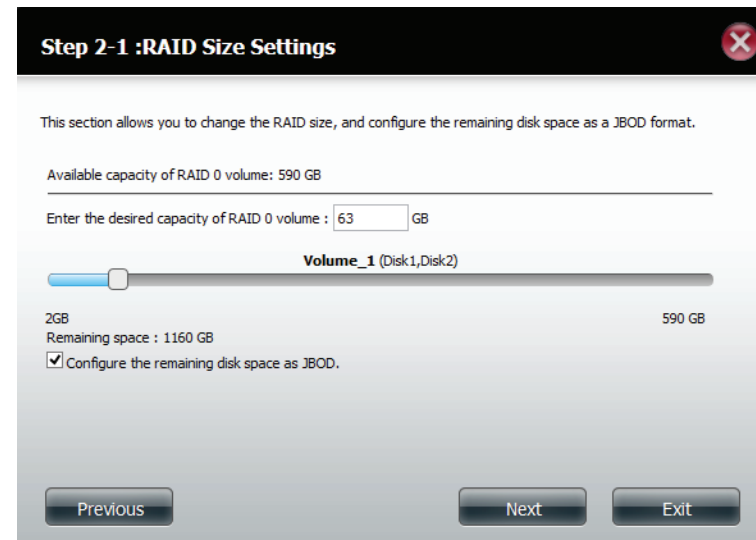 Step 2-1 :RAID Size Settings
This section allows you to change the RAID size, and configure the remaining disk space as a JBOD format.
Available capacity of RAID 0 volume: 590 GB
Enter the desired capacity of RAID 0 volume : 63 GB
Volume_1 (Disk1,Disk2)
2GB 590 GB
Remaining space : 1160 GB
Configure the remaining disk space as JBOD.
Previous Next Exit